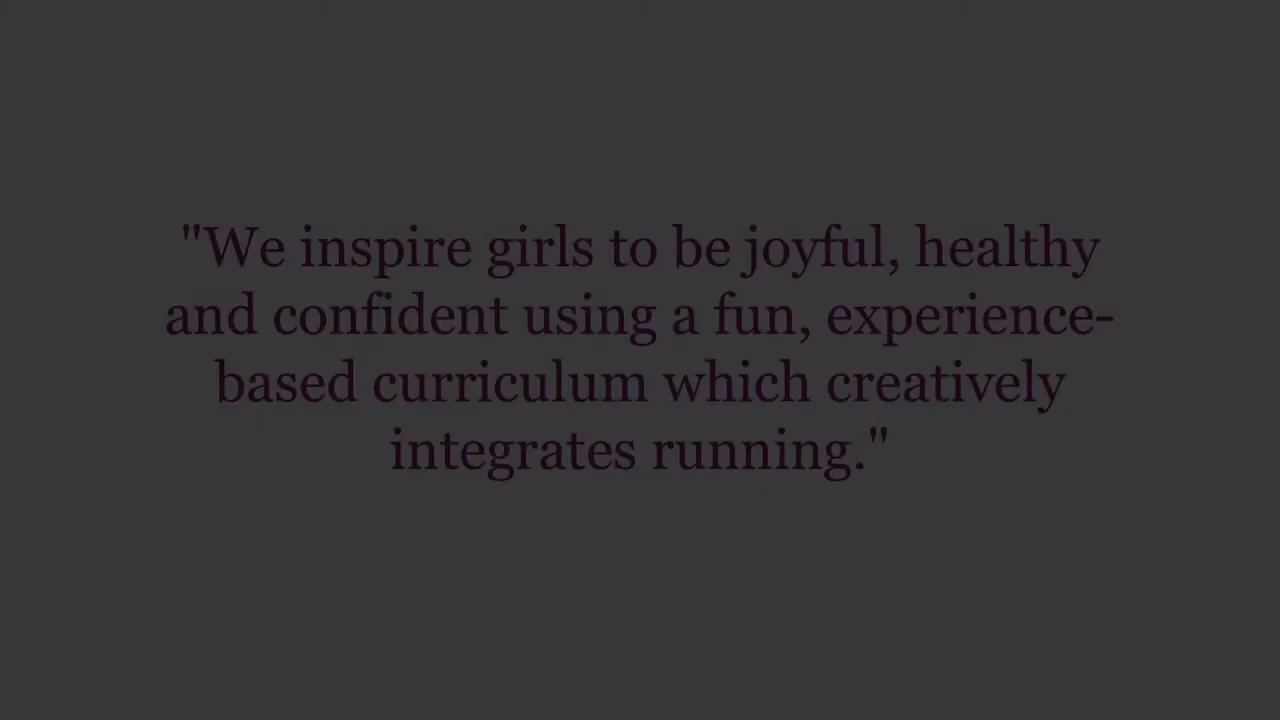 "We inspire girls to be joyful, healthy
and confident using a fun, experience-
based curriculum which creatively
integrates running."